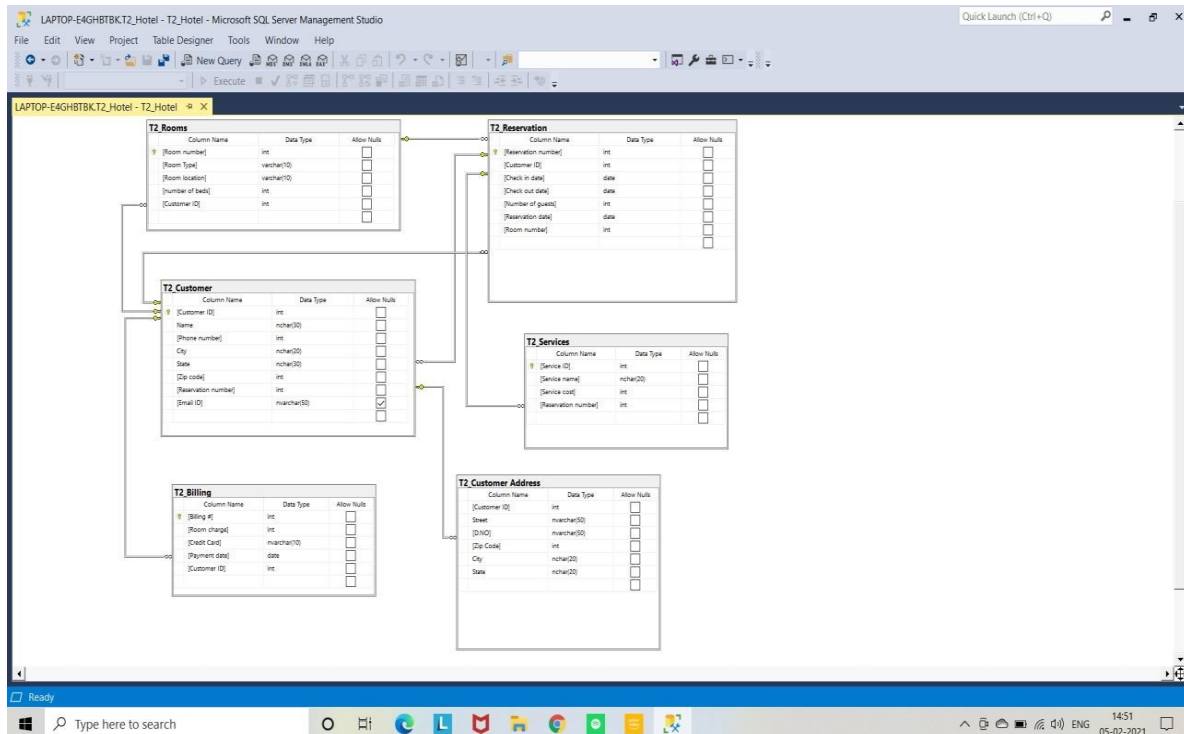 LAPTOP-E4GHBTBK.T2_Hotel - T2_Hotel - Microsoft SQL Server Management Studio
Quick Launch (Ctrl+Q)
File Edit View Project Table Designer Tools Window Help
New Query
Execute
LAPTOP-E4GHBTBK.T2_Hotel - T2_Hotel
T2_Rooms
Column Name Data Type Allow Nulls
[Room number] int
[Room Type] varchar(10)
[Room location] varchar(10)
[number of beds] int
[Customer ID] int
T2_Reservation
Column Name Data Type Allow Nulls
[Reservation number] int
[Customer ID] int
[Check in date] date
[Check out date] date
[Number of guests] int
[Reservation date] date
[Room number] int
T2_Customer
Column Name Data Type Allow Nulls
[Customer ID] int
Name nchar(30)
[Phone number] int
City nchar(20)
State nchar(30)
[Zip code] int
[Reservation number] int
[Email ID] nvarchar(50)
T2_Services
Column Name Data Type Allow Nulls
[Service ID] int
[Service name] nchar(20)
[Service cost] int
[Reservation number] int
T2_Billing
Column Name Data Type Allow Nulls
[Billing #] int
[Room charge] int
[Credit Card] nvarchar(10)
[Payment date] date
[Customer ID] int
T2_Customer Address
Column Name Data Type Allow Nulls
[Customer ID] int
Street nvarchar(50)
[D.NO] nvarchar(50)
[Zip Code] int
City nchar(20)
State nchar(20)
Ready
Type here to search
ENG
14:51
05-02-2021